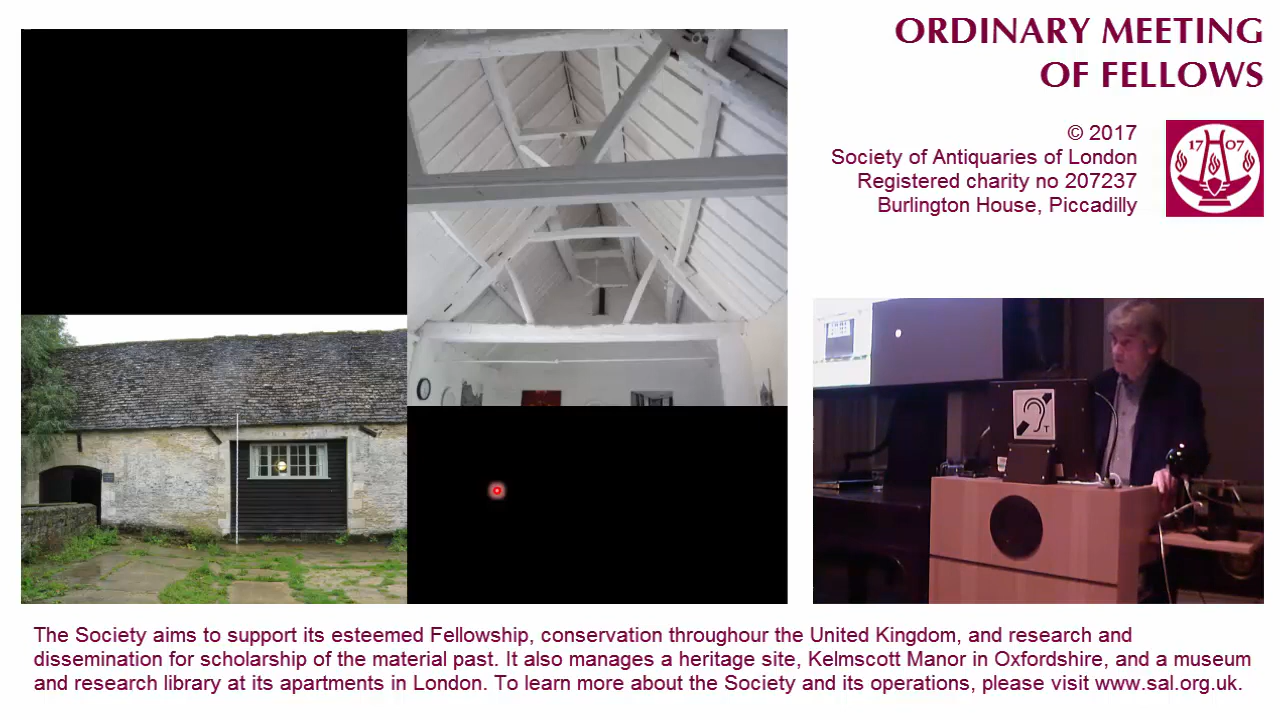 ORDINARY MEETING
OF FELLOWS
© 2017
Society of Antiquaries of London
Registered charity no 207237
Burlington House, Piccadilly
17 07
T
The Society aims to support its esteemed Fellowship, conservation throughour the United Kingdom, and research and
dissemination for scholarship of the material past. It also manages a heritage site, Kelmscott Manor in Oxfordshire, and a museum
and research library at its apartments in London. To learn more about the Society and its operations, please visit www.sal.org.uk.